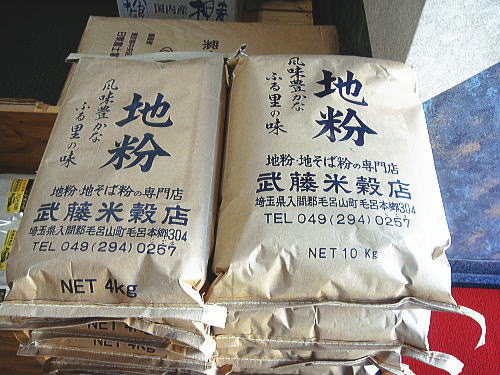 国内産
風味豊かな
ふる里の味
地粉
地粉・地そば粉の専門店
武藤米穀店
埼玉県入間郡毛呂山町毛呂本郷304
TEL 049(294)0257
NET 4kg
風味豊かな
ふる里の味
地粉
地粉・地そば粉の専門店
武藤米穀店
埼玉県入間郡毛呂山町毛呂本郷304
TEL 049(294)0257
NET 10 Kg
NET 4kg
NET 4kg